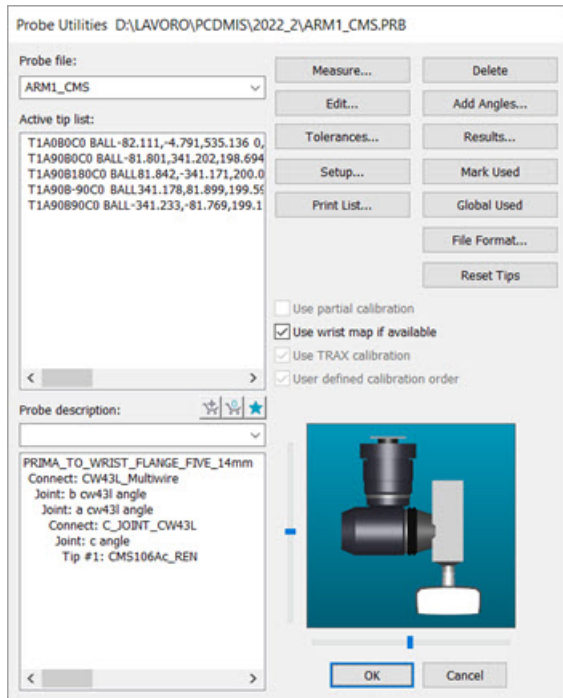 Probe Utilities D:\LAVORO\PCDMIS\2022_2\ARM1_CMS.PRB
Probe file:
ARM1_CMS
Active tip list:
T1A0B0C0 BALL-82.111,-4.791,535.136 0,
T1A90B0C0 BALL-81.801,341.202,198.694
T1A90B180C0 BALL81.842,-341.171,200.0
T1A90B-90C0 BALL341.178,81.899,199.59
T1A90B90C0 BALL-341.233,-81.769,199.1
Measure...
Delete
Edit...
Add Angles...
Tolerances...
Results...
Setup...
Mark Used
Print List...
Global Used
File Format...
Reset Tips
Use partial calibration
Use wrist map if available
Use TRAX calibration
User defined calibration order
Probe description:
PRIMA_TO_WRIST_FLANGE_FIVE_14mm
Connect: CW43L_Multiwire
Joint: b cw43l angle
Joint: a cw43l angle
Connect: C_JOINT_CW43L
Joint: c angle
Tip #1: CMS106Ac_REN
OK
Cancel